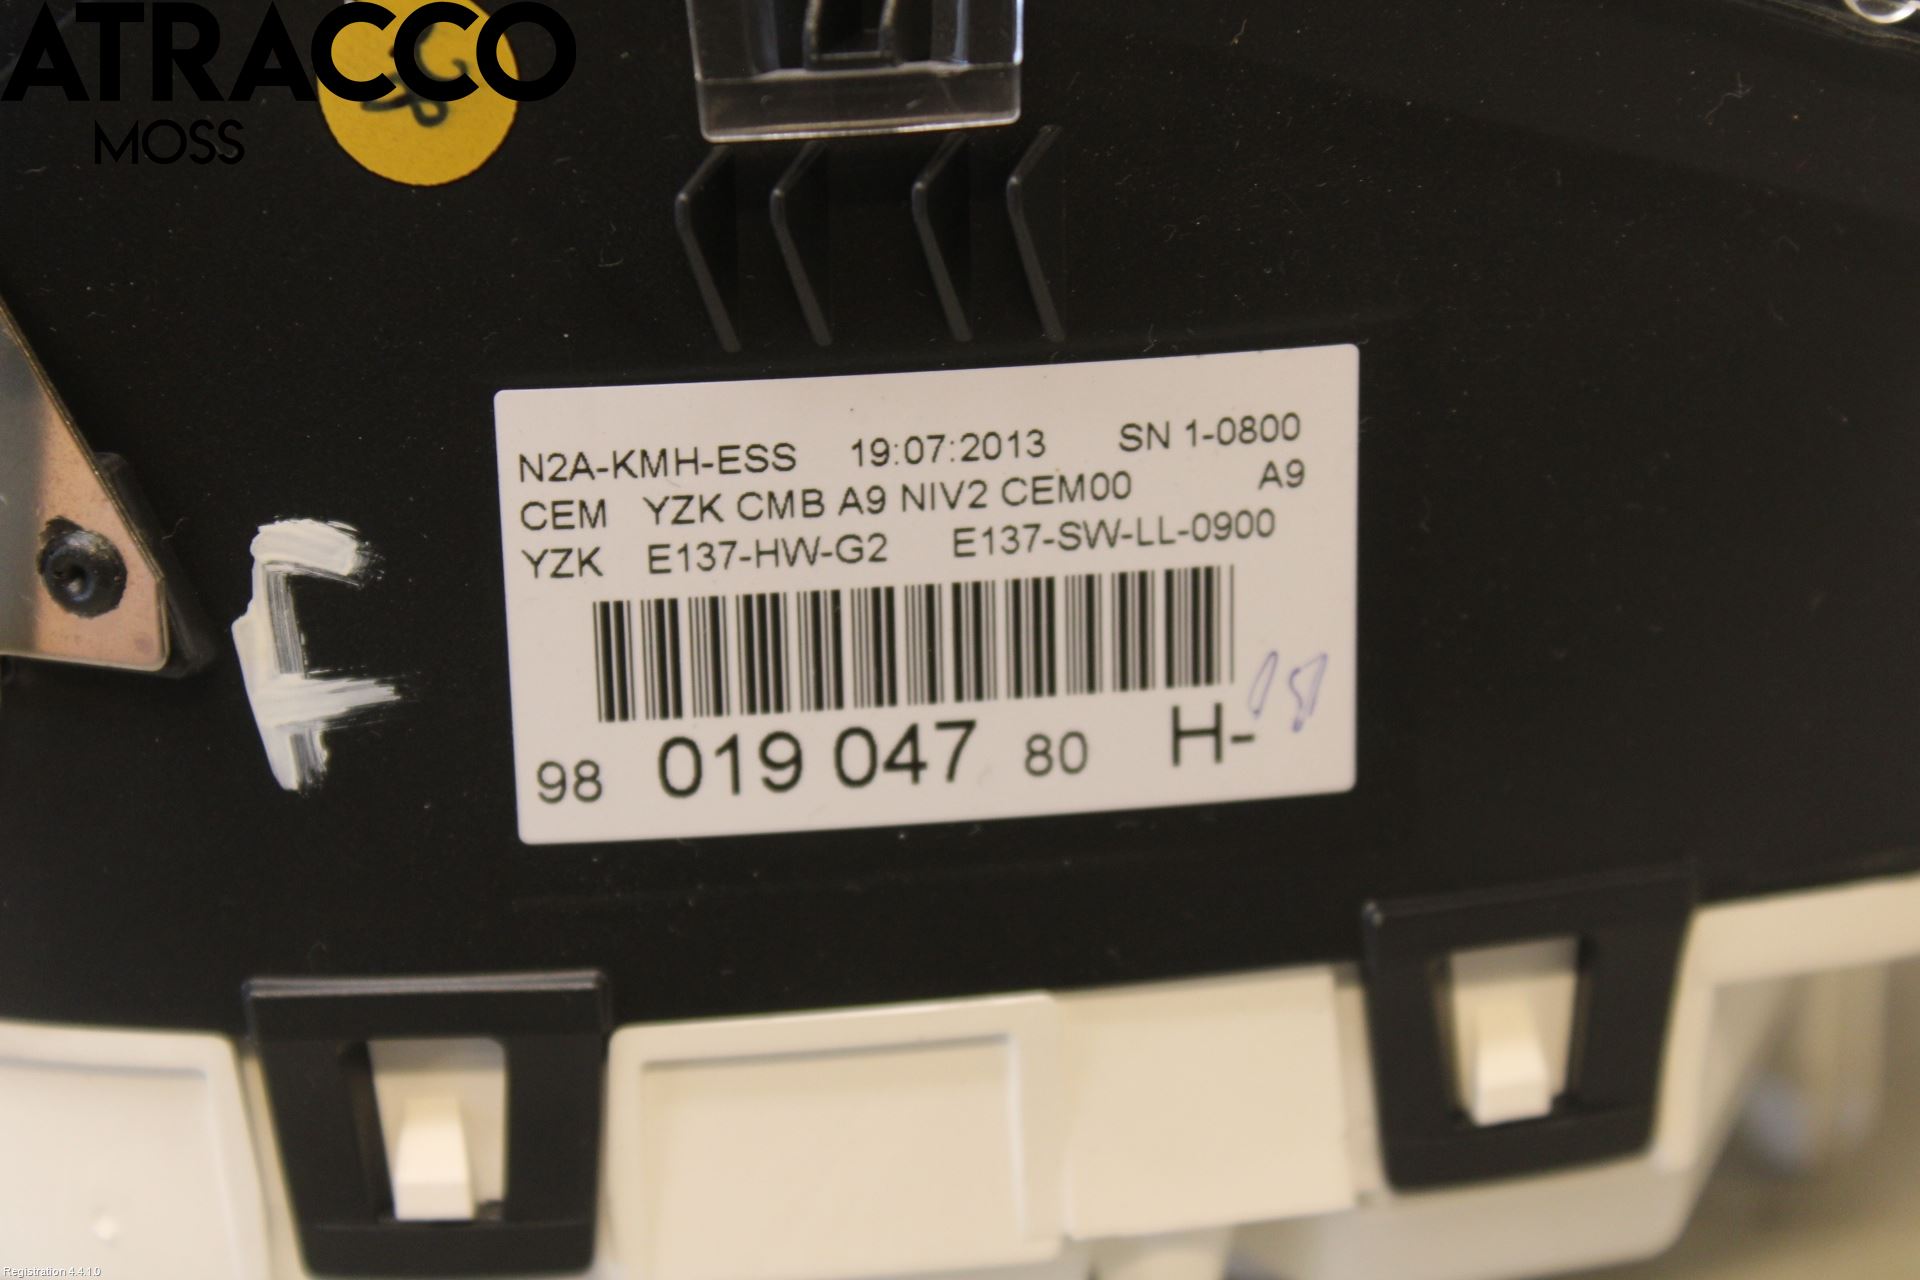 ATRACCO
MOSS
N2A-KMH-ESS 19:07:2013 SN 1-0800
CEM YZK CMB A9 NIV2 CEM00 A9
YZK E137-HW-G2 E137-SW-LL-0900
98 019 047 80 H-
Registration 4.4.1.0